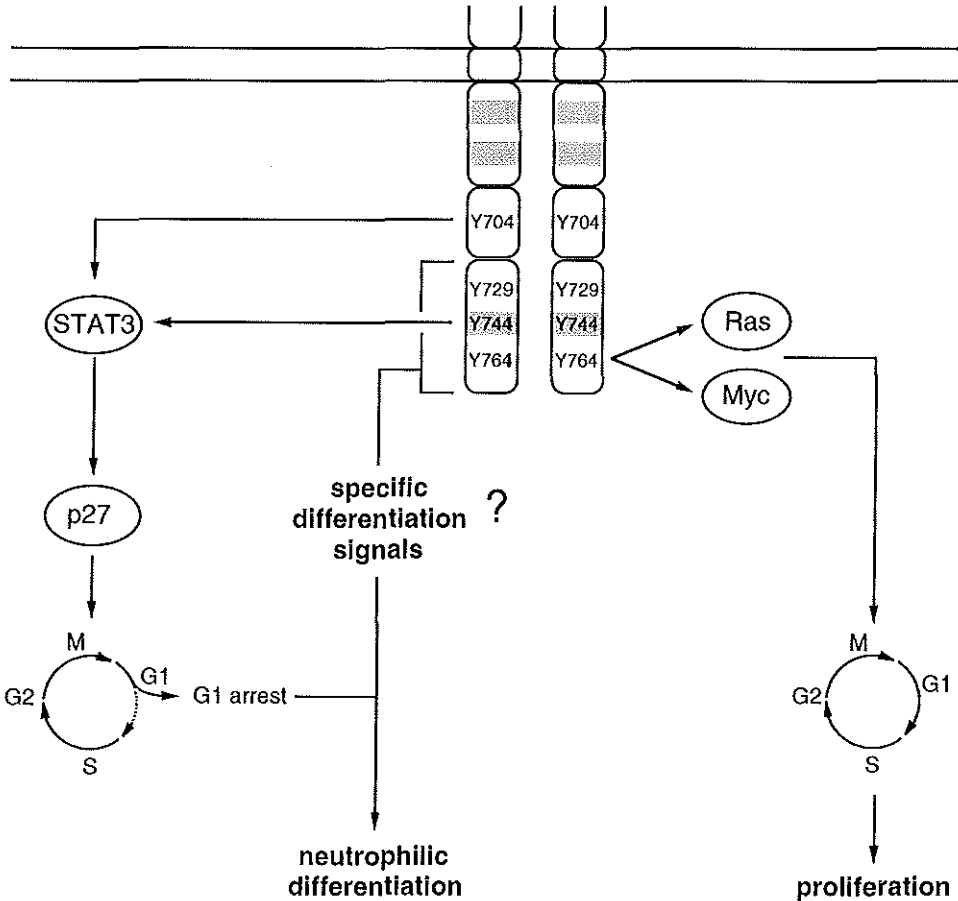 Y704 Y704
Y729 Y729
STAT3 Y744 Y744 Ras
Y764 Y764
Myc
specific
differentiation ?
signals
p27
M
G1
G2 G1 arrest
S
M
G2 G1
S
neutrophilic
differentiation
proliferation